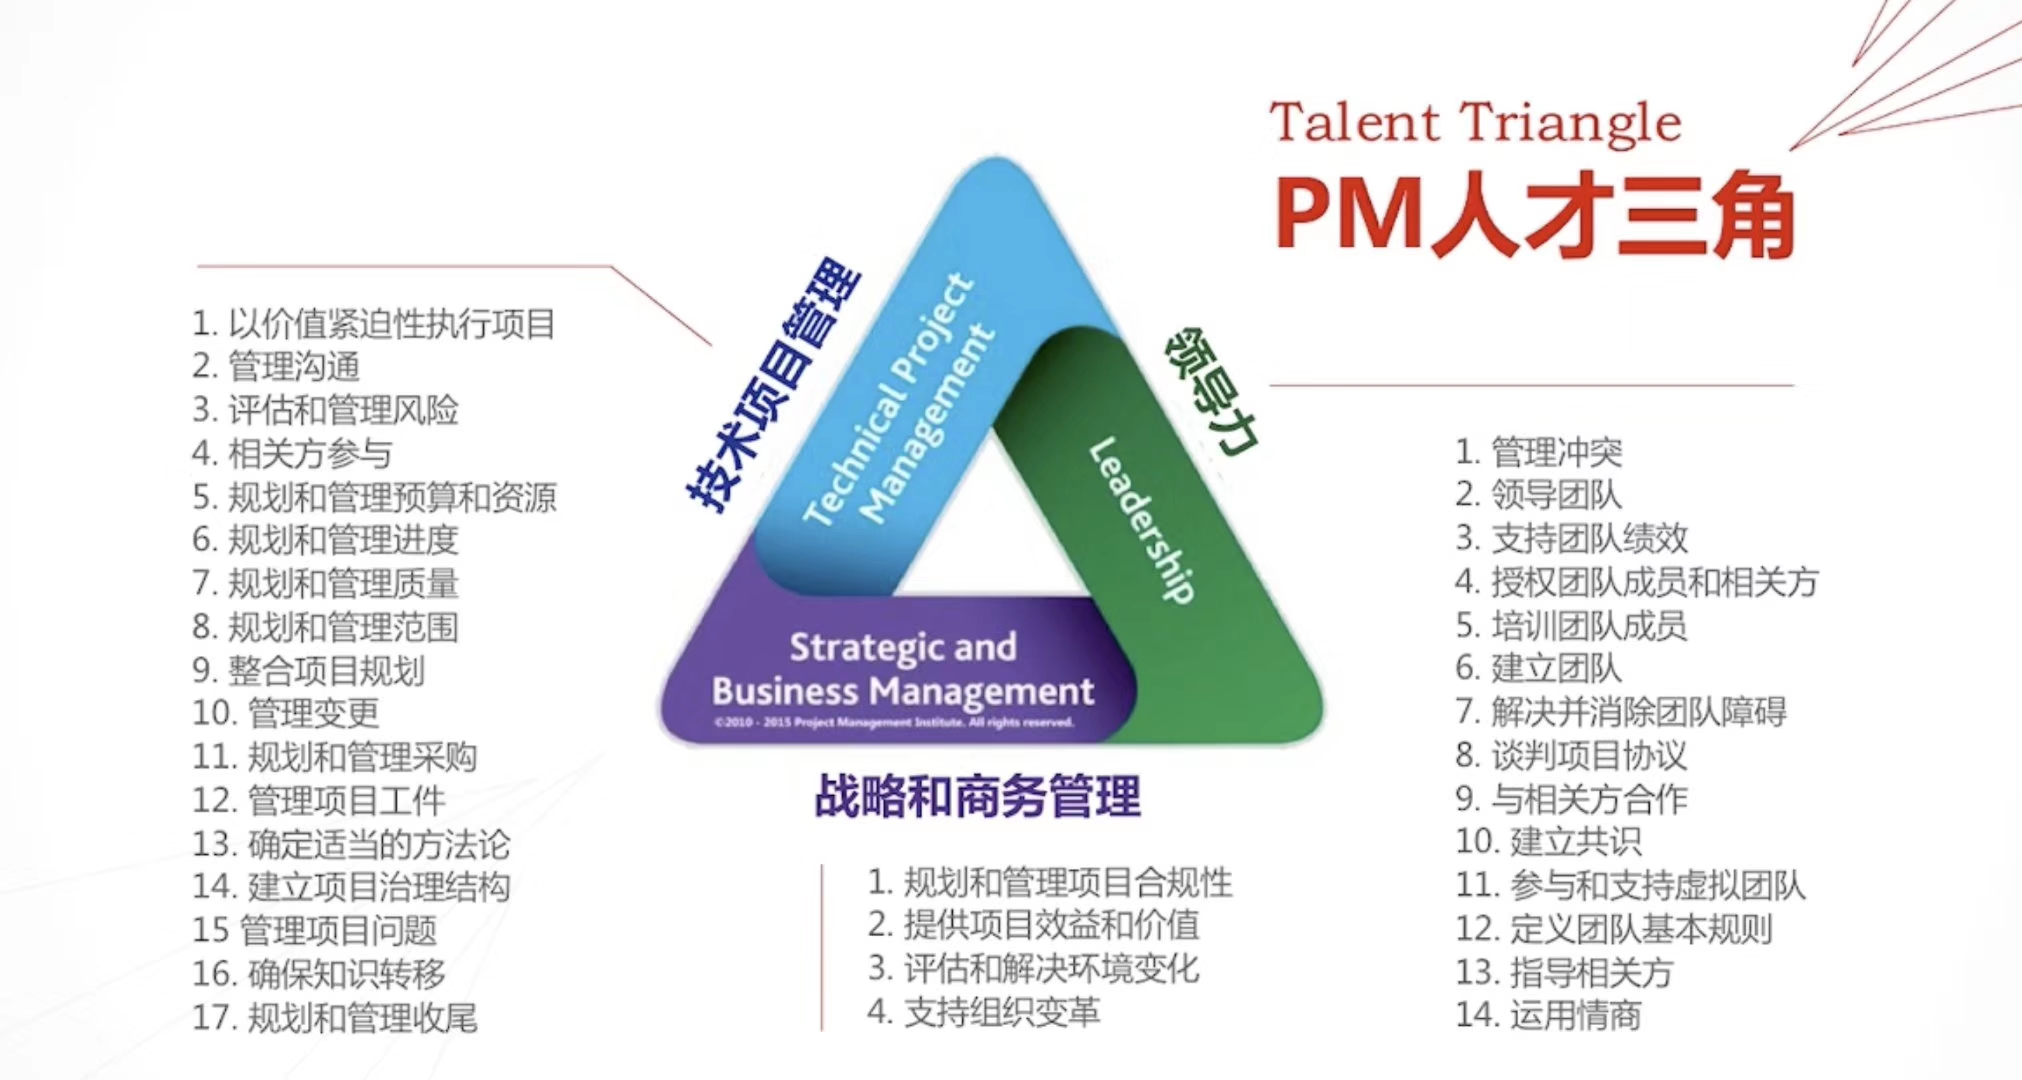 Talent Triangle
PM人才三角
技术项目管理
1. 以价值紧迫性执行项目
2. 管理沟通
3. 评估和管理风险
4. 相关方参与
5. 规划和管理预算和资源
6. 规划和管理进度
7. 规划和管理质量
8. 规划和管理范围
9. 整合项目规划
10. 管理变更
11. 规划和管理采购
12. 管理项目工件
13. 确定适当的方法论
14. 建立项目治理结构
15 管理项目问题
16. 确保知识转移
17. 规划和管理收尾
Technical Project
Management
Leadership
Strategic and
Business Management
©2010 - 2015 Project Management Institute. All rights reserved.
战略和商务管理
1. 规划和管理项目合规性
2. 提供项目效益和价值
3. 评估和解决环境变化
4. 支持组织变革
领导力
1. 管理冲突
2. 领导团队
3. 支持团队绩效
4. 授权团队成员和相关方
5. 培训团队成员
6. 建立团队
7. 解决并消除团队障碍
8. 谈判项目协议
9. 与相关方合作
10. 建立共识
11. 参与和支持虚拟团队
12. 定义团队基本规则
13. 指导相关方
14. 运用情商